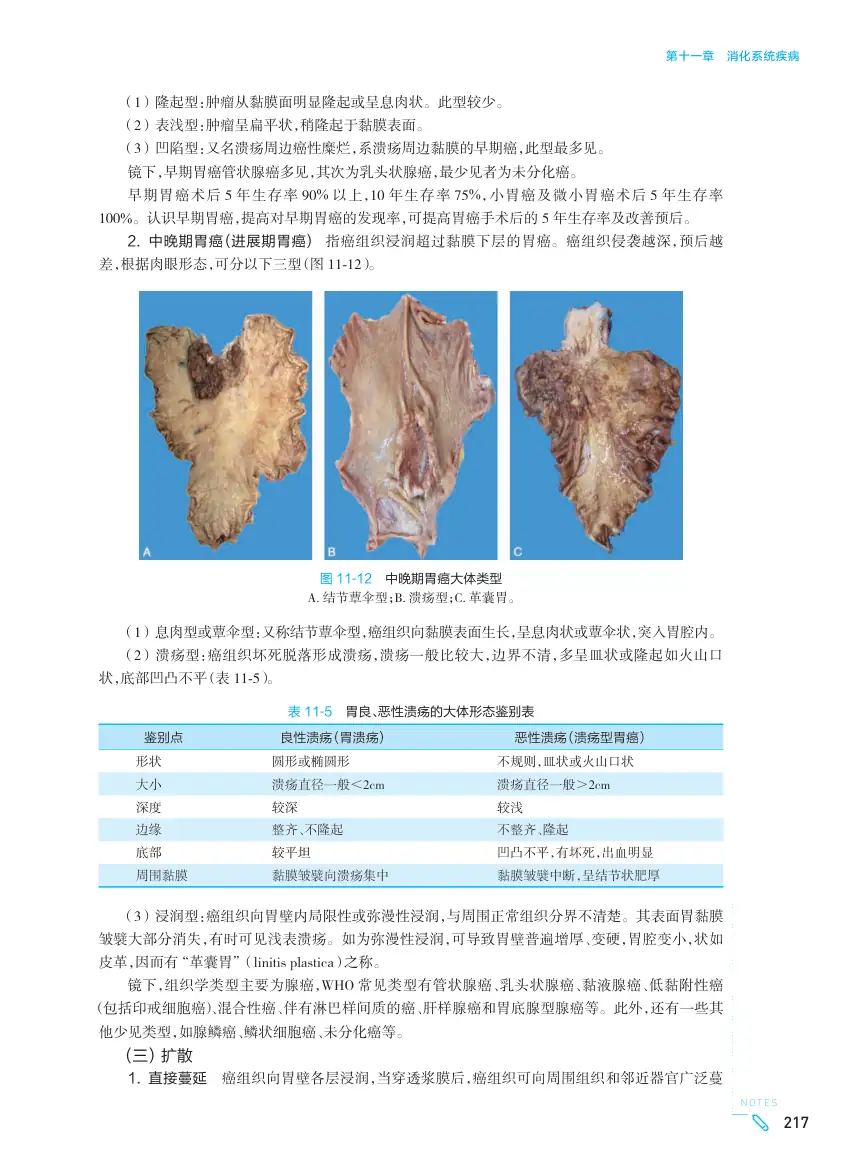 第十一章 消化系统疾病
（1）隆起型：肿瘤从黏膜面明显隆起或呈息肉状。此型较少。
（2）表浅型：肿瘤呈扁平状，稍隆起于黏膜表面。
（3）凹陷型：又名溃疡周边癌性糜烂，系溃疡周边黏膜的早期癌，此型最多见。
镜下，早期胃癌管状腺癌多见，其次为乳头状腺癌，最少见者为未分化癌。
早期胃癌术后 5 年生存率 90% 以上，10 年生存率 75%，小胃癌及微小胃癌术后 5 年生存率
100%。认识早期胃癌，提高对早期胃癌的发现率，可提高胃癌手术后的 5 年生存率及改善预后。
2. 中晚期胃癌（进展期胃癌） 指癌组织浸润超过黏膜下层的胃癌。癌组织侵袭越深，预后越
差，根据肉眼形态，可分以下三型（图 11-12）。
A B C
图 11-12 中晚期胃癌大体类型
A. 结节蕈伞型；B. 溃疡型；C. 革囊胃。
（1）息肉型或蕈伞型：又称结节蕈伞型，癌组织向黏膜表面生长，呈息肉状或蕈伞状，突入胃腔内。
（2）溃疡型：癌组织坏死脱落形成溃疡，溃疡一般比较大，边界不清，多呈皿状或隆起如火山口
状，底部凹凸不平（表 11-5）。
表 11-5 胃良、恶性溃疡的大体形态鉴别表
鉴别点 良性溃疡（胃溃疡） 恶性溃疡（溃疡型胃癌）
形状 圆形或椭圆形 不规则，皿状或火山口状
大小 溃疡直径一般＜2cm 溃疡直径一般＞2cm
深度 较深 较浅
边缘 整齐、不隆起 不整齐、隆起
底部 较平坦 凹凸不平，有坏死，出血明显
周围黏膜 黏膜皱襞向溃疡集中 黏膜皱襞中断，呈结节状肥厚
（3）浸润型：癌组织向胃壁内局限性或弥漫性浸润，与周围正常组织分界不清楚。其表面胃黏膜
皱襞大部分消失，有时可见浅表溃疡。如为弥漫性浸润，可导致胃壁普遍增厚、变硬，胃腔变小，状如
皮革，因而有“革囊胃”（linitis plastica）之称。
镜下，组织学类型主要为腺癌，WHO 常见类型有管状腺癌、乳头状腺癌、黏液腺癌、低黏附性癌
（包括印戒细胞癌）、混合性癌、伴有淋巴样间质的癌、肝样腺癌和胃底腺型腺癌等。此外，还有一些其
他少见类型，如腺鳞癌、鳞状细胞癌、未分化癌等。
（三）扩散
1. 直接蔓延 癌组织向胃壁各层浸润，当穿透浆膜后，癌组织可向周围组织和邻近器官广泛蔓
NOTES
217